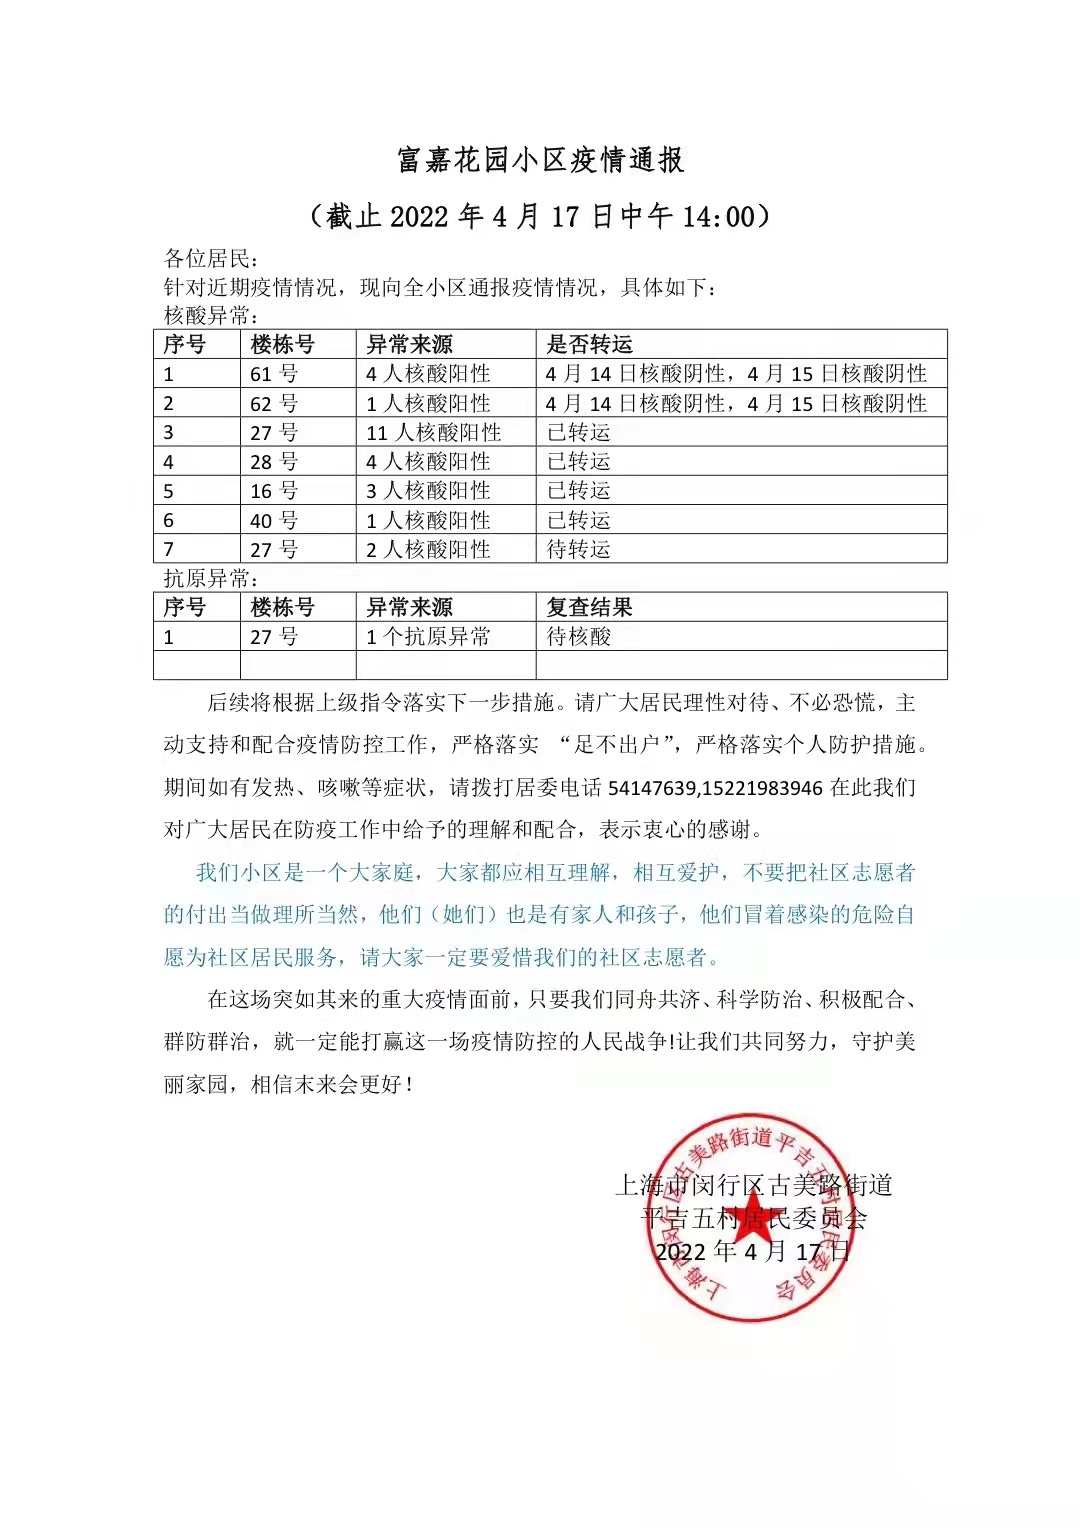 富嘉花园小区疫情通报
（截止 2022 年 4 月 17 日中午 14:00）
各位居民：
针对近期疫情情况，现向全小区通报疫情情况，具体如下：
核酸异常：
序号 楼栋号 异常来源 是否转运
1 61 号 4 人核酸阳性 4 月 14 日核酸阴性，4 月 15 日核酸阴性
2 62 号 1 人核酸阳性 4 月 14 日核酸阴性，4 月 15 日核酸阴性
3 27 号 11 人核酸阳性 已转运
4 28 号 4 人核酸阳性 已转运
5 16 号 3 人核酸阳性 已转运
6 40 号 1 人核酸阳性 已转运
7 27 号 2 人核酸阳性 待转运
抗原异常：
序号 楼栋号 异常来源 复查结果
1 27 号 1 个抗原异常 待核酸
后续将根据上级指令落实下一步措施。请广大居民理性对待、不必恐慌，主
动支持和配合疫情防控工作，严格落实 “足不出户”，严格落实个人防护措施。
期间如有发热、咳嗽等症状，请拨打居委电话 54147639,15221983946 在此我们
对广大居民在防疫工作中给予的理解和配合，表示衷心的感谢。
我们小区是一个大家庭，大家都应相互理解，相互爱护，不要把社区志愿者
的付出当做理所当然，他们（她们）也是有家人和孩子，他们冒着感染的危险自
愿为社区居民服务，请大家一定要爱惜我们的社区志愿者。
在这场突如其来的重大疫情面前，只要我们同舟共济、科学防治、积极配合、
群防群治，就一定能打赢这一场疫情防控的人民战争!让我们共同努力，守护美
丽家园，相信末来会更好！
上海市闵行区古美路街道
平吉五村居民委员会
2022 年 4 月 17 日
上海市闵行区古美路街道平吉五村居民委员会